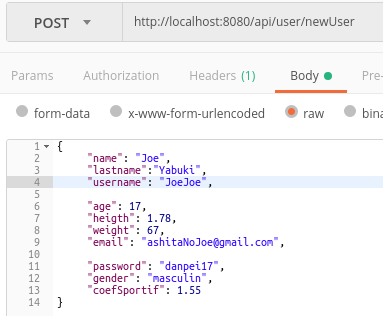 POST http://localhost:8080/api/user/newUser
Params Authorization Headers (1) Body Pre-
form-data x-www-form-urlencoded raw bina
1 {
2 "name": "Joe",
3 "lastname":"Yabuki",
4 "username": "JoeJoe",
5
6 "age": 17,
7 "heigth": 1.78,
8 "weight": 67,
9 "email": "ashitaNoJoe@gmail.com",
10
11 "password": "danpei17",
12 "gender": "masculin",
13 "coefSportif": 1.55
14 }